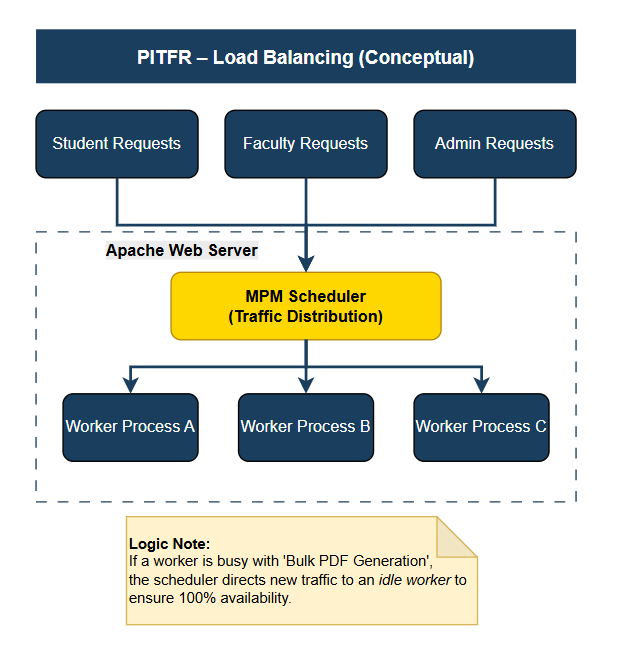 PITFR – Load Balancing (Conceptual)
Student Requests
Faculty Requests
Admin Requests
Apache Web Server
MPM Scheduler
(Traffic Distribution)
Worker Process A
Worker Process B
Worker Process C
Logic Note:
If a worker is busy with 'Bulk PDF Generation',
the scheduler directs new traffic to an idle worker to
ensure 100% availability.